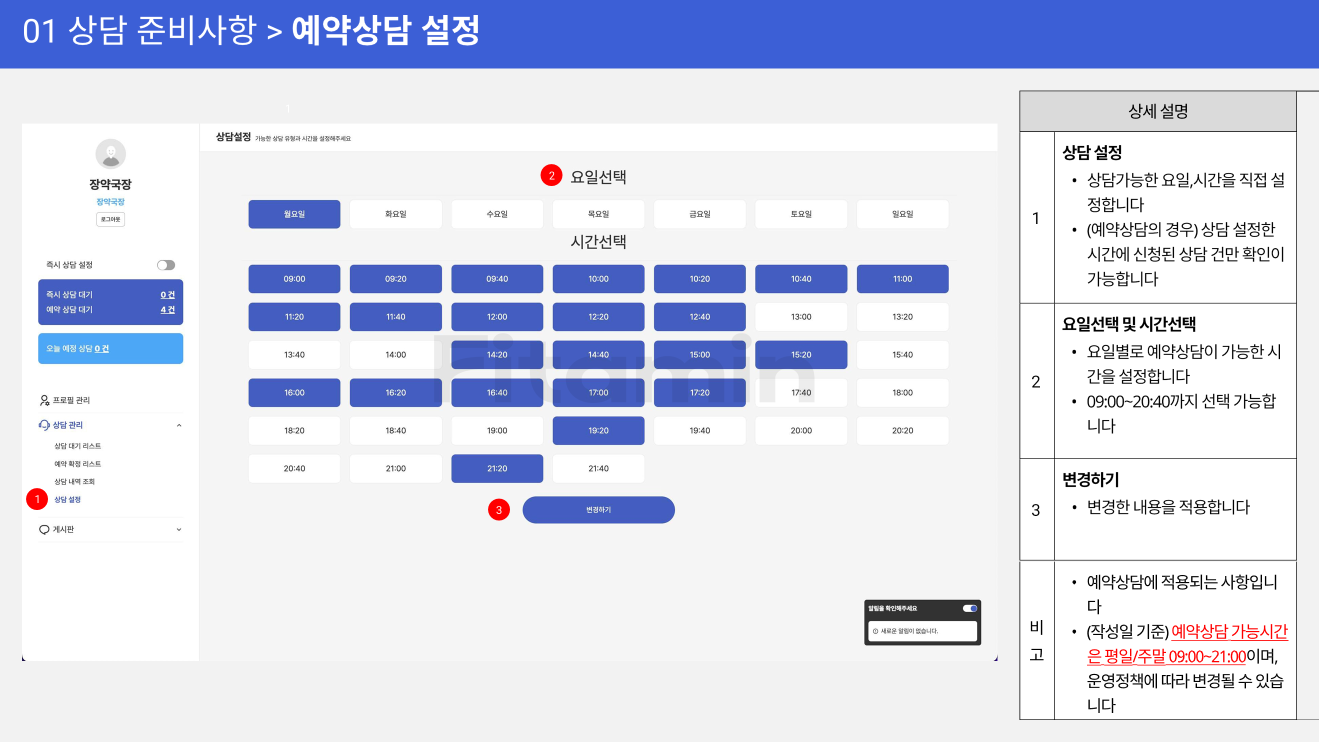 01 상담 준비사항 > 예약상담 설정
1
장약국장
장약국장
로그아웃
즉시 상담 설정
즉시 상담 대기 0 건
예약 상담 대기 4 건
오늘 예정 상담 0 건
프로필 관리
상담 관리
상담 대기 리스트
예약 확정 리스트
상담 내역 조회
1 상담 설정
게시판
상담설정 가능한 상담 유형과 시간을 설정해주세요
2 요일선택
월요일 화요일 수요일 목요일 금요일 토요일 일요일
시간선택
09:00 09:20 09:40 10:00 10:20 10:40 11:00
11:20 11:40 12:00 12:20 12:40 13:00 13:20
13:40 14:00 14:20 14:40 15:00 15:20 15:40
16:00 16:20 16:40 17:00 17:20 17:40 18:00
18:20 18:40 19:00 19:20 19:40 20:00 20:20
20:40 21:00 21:20 21:40
Fitamin
3 변경하기
알림을 확인해주세요
새로운 알림이 없습니다.
상세 설명
1
상담 설정
• 상담가능한 요일,시간을 직접 설
정합니다
• (예약상담의 경우) 상담 설정한
시간에 신청된 상담 건만 확인이
가능합니다
2
요일선택 및 시간선택
• 요일별로 예약상담이 가능한 시
간을 설정합니다
• 09:00~20:40까지 선택 가능합
니다
3
변경하기
• 변경한 내용을 적용합니다
비
고
• 예약상담에 적용되는 사항입니
다
• (작성일 기준) 예약상담 가능시간
은 평일/주말 09:00~21:00이며,
운영정책에 따라 변경될 수 있습
니다